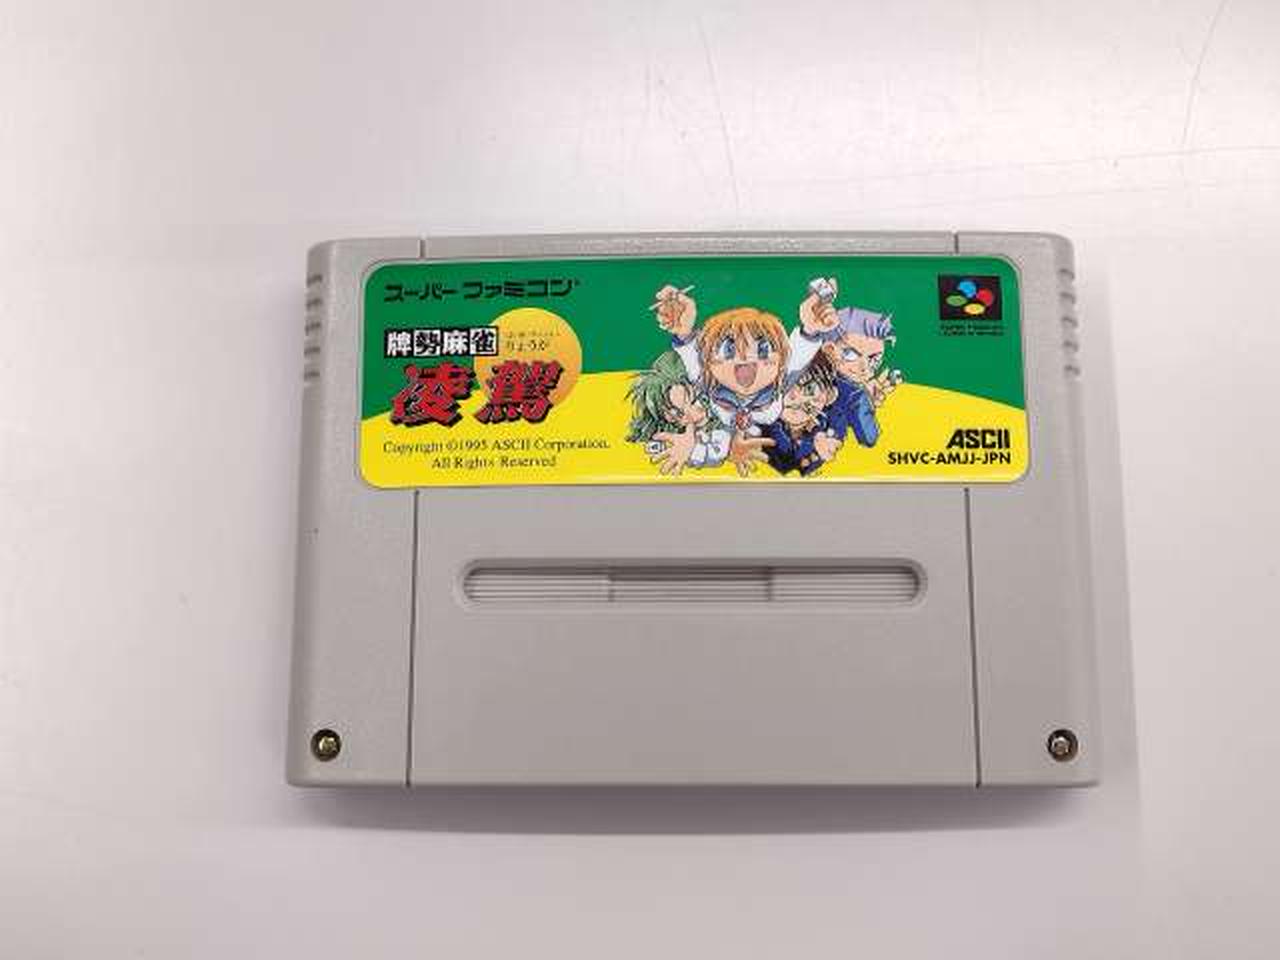 スーパーファミコン
牌勢麻雀
りょうが
凌駕
Copyright ©1995 ASCII Corporation.
All Rights Reserved
ASCII
SHVC-AMJJ-JPN